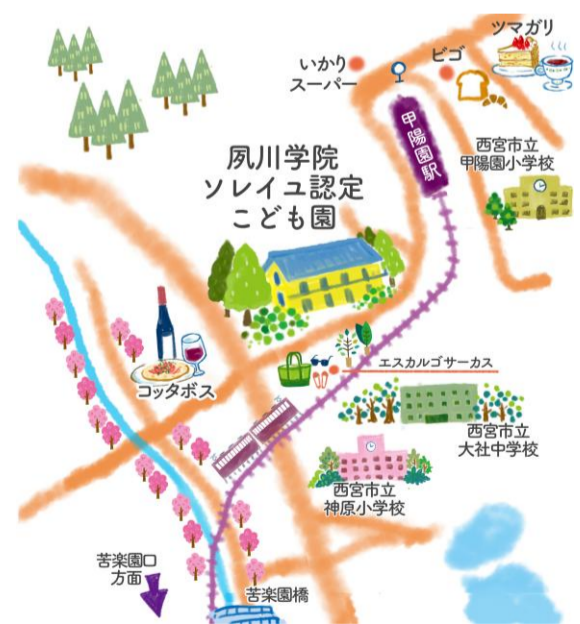 ツマガリ
ビゴ
いかり
スーパー
甲陽園駅
西宮市立
甲陽園小学校
夙川学院
ソレイユ認定
こども園
エスカルゴサーカス
コッタボス
西宮市立
大社中学校
西宮市立
神原小学校
苦楽園口
方面
苦楽園橋